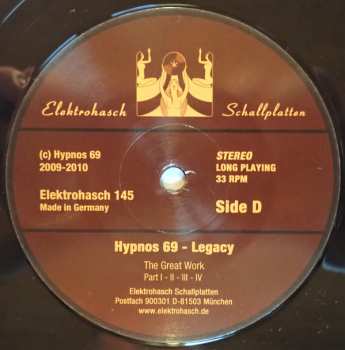 Elektrohasch Schallplatten
(c) Hypnos 69
2009-2010
STEREO
LONG PLAYING
33 RPM
Elektrohasch 145
Made in Germany
Side D
Hypnos 69 - Legacy
The Great Work
Part I - II - III - IV
Elektrohasch Schallplatten
Postfach 900301 D-81503 München
www.elektrohasch.de